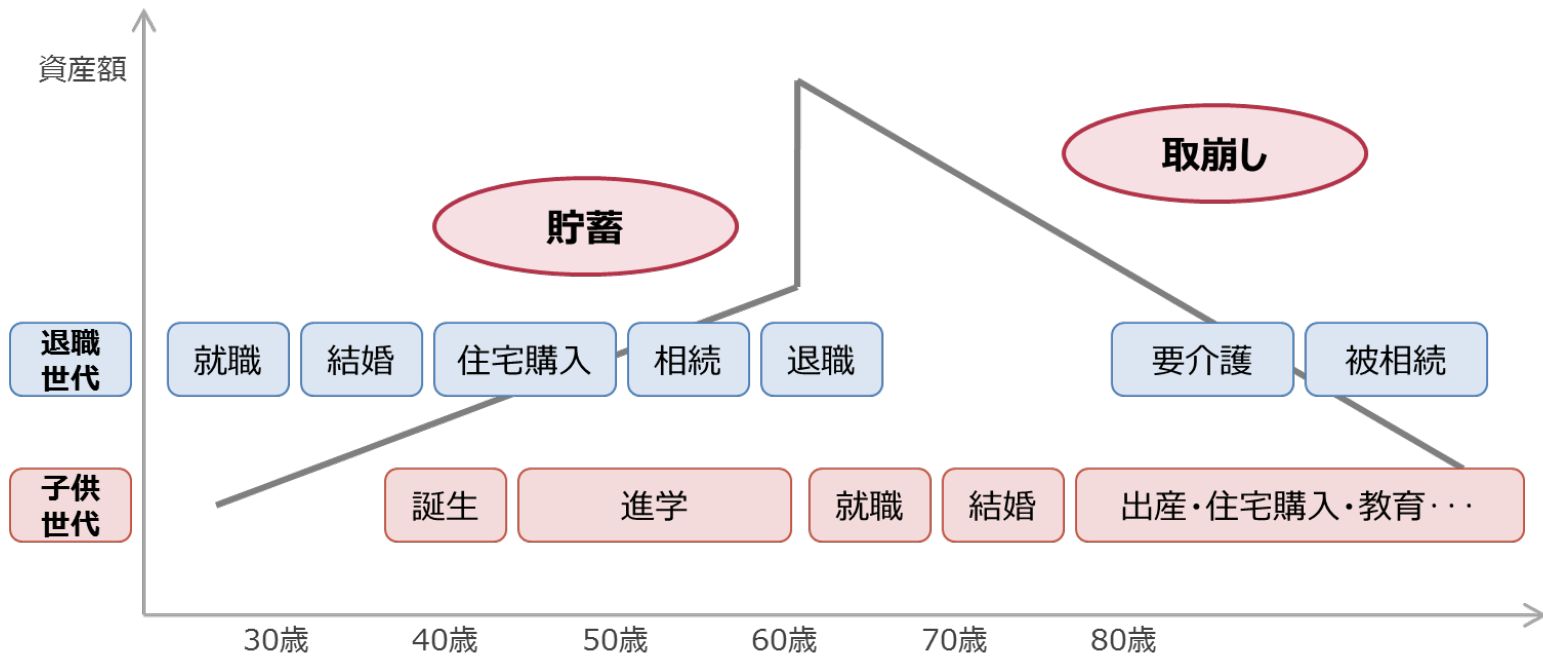 資産額
取崩し
貯蓄
退職
世代
就職
結婚
住宅購入
相続
退職
要介護
被相続
子供
世代
誕生
進学
就職
結婚
出産・住宅購入・教育・・・
30歳
40歳
50歳
60歳
70歳
80歳